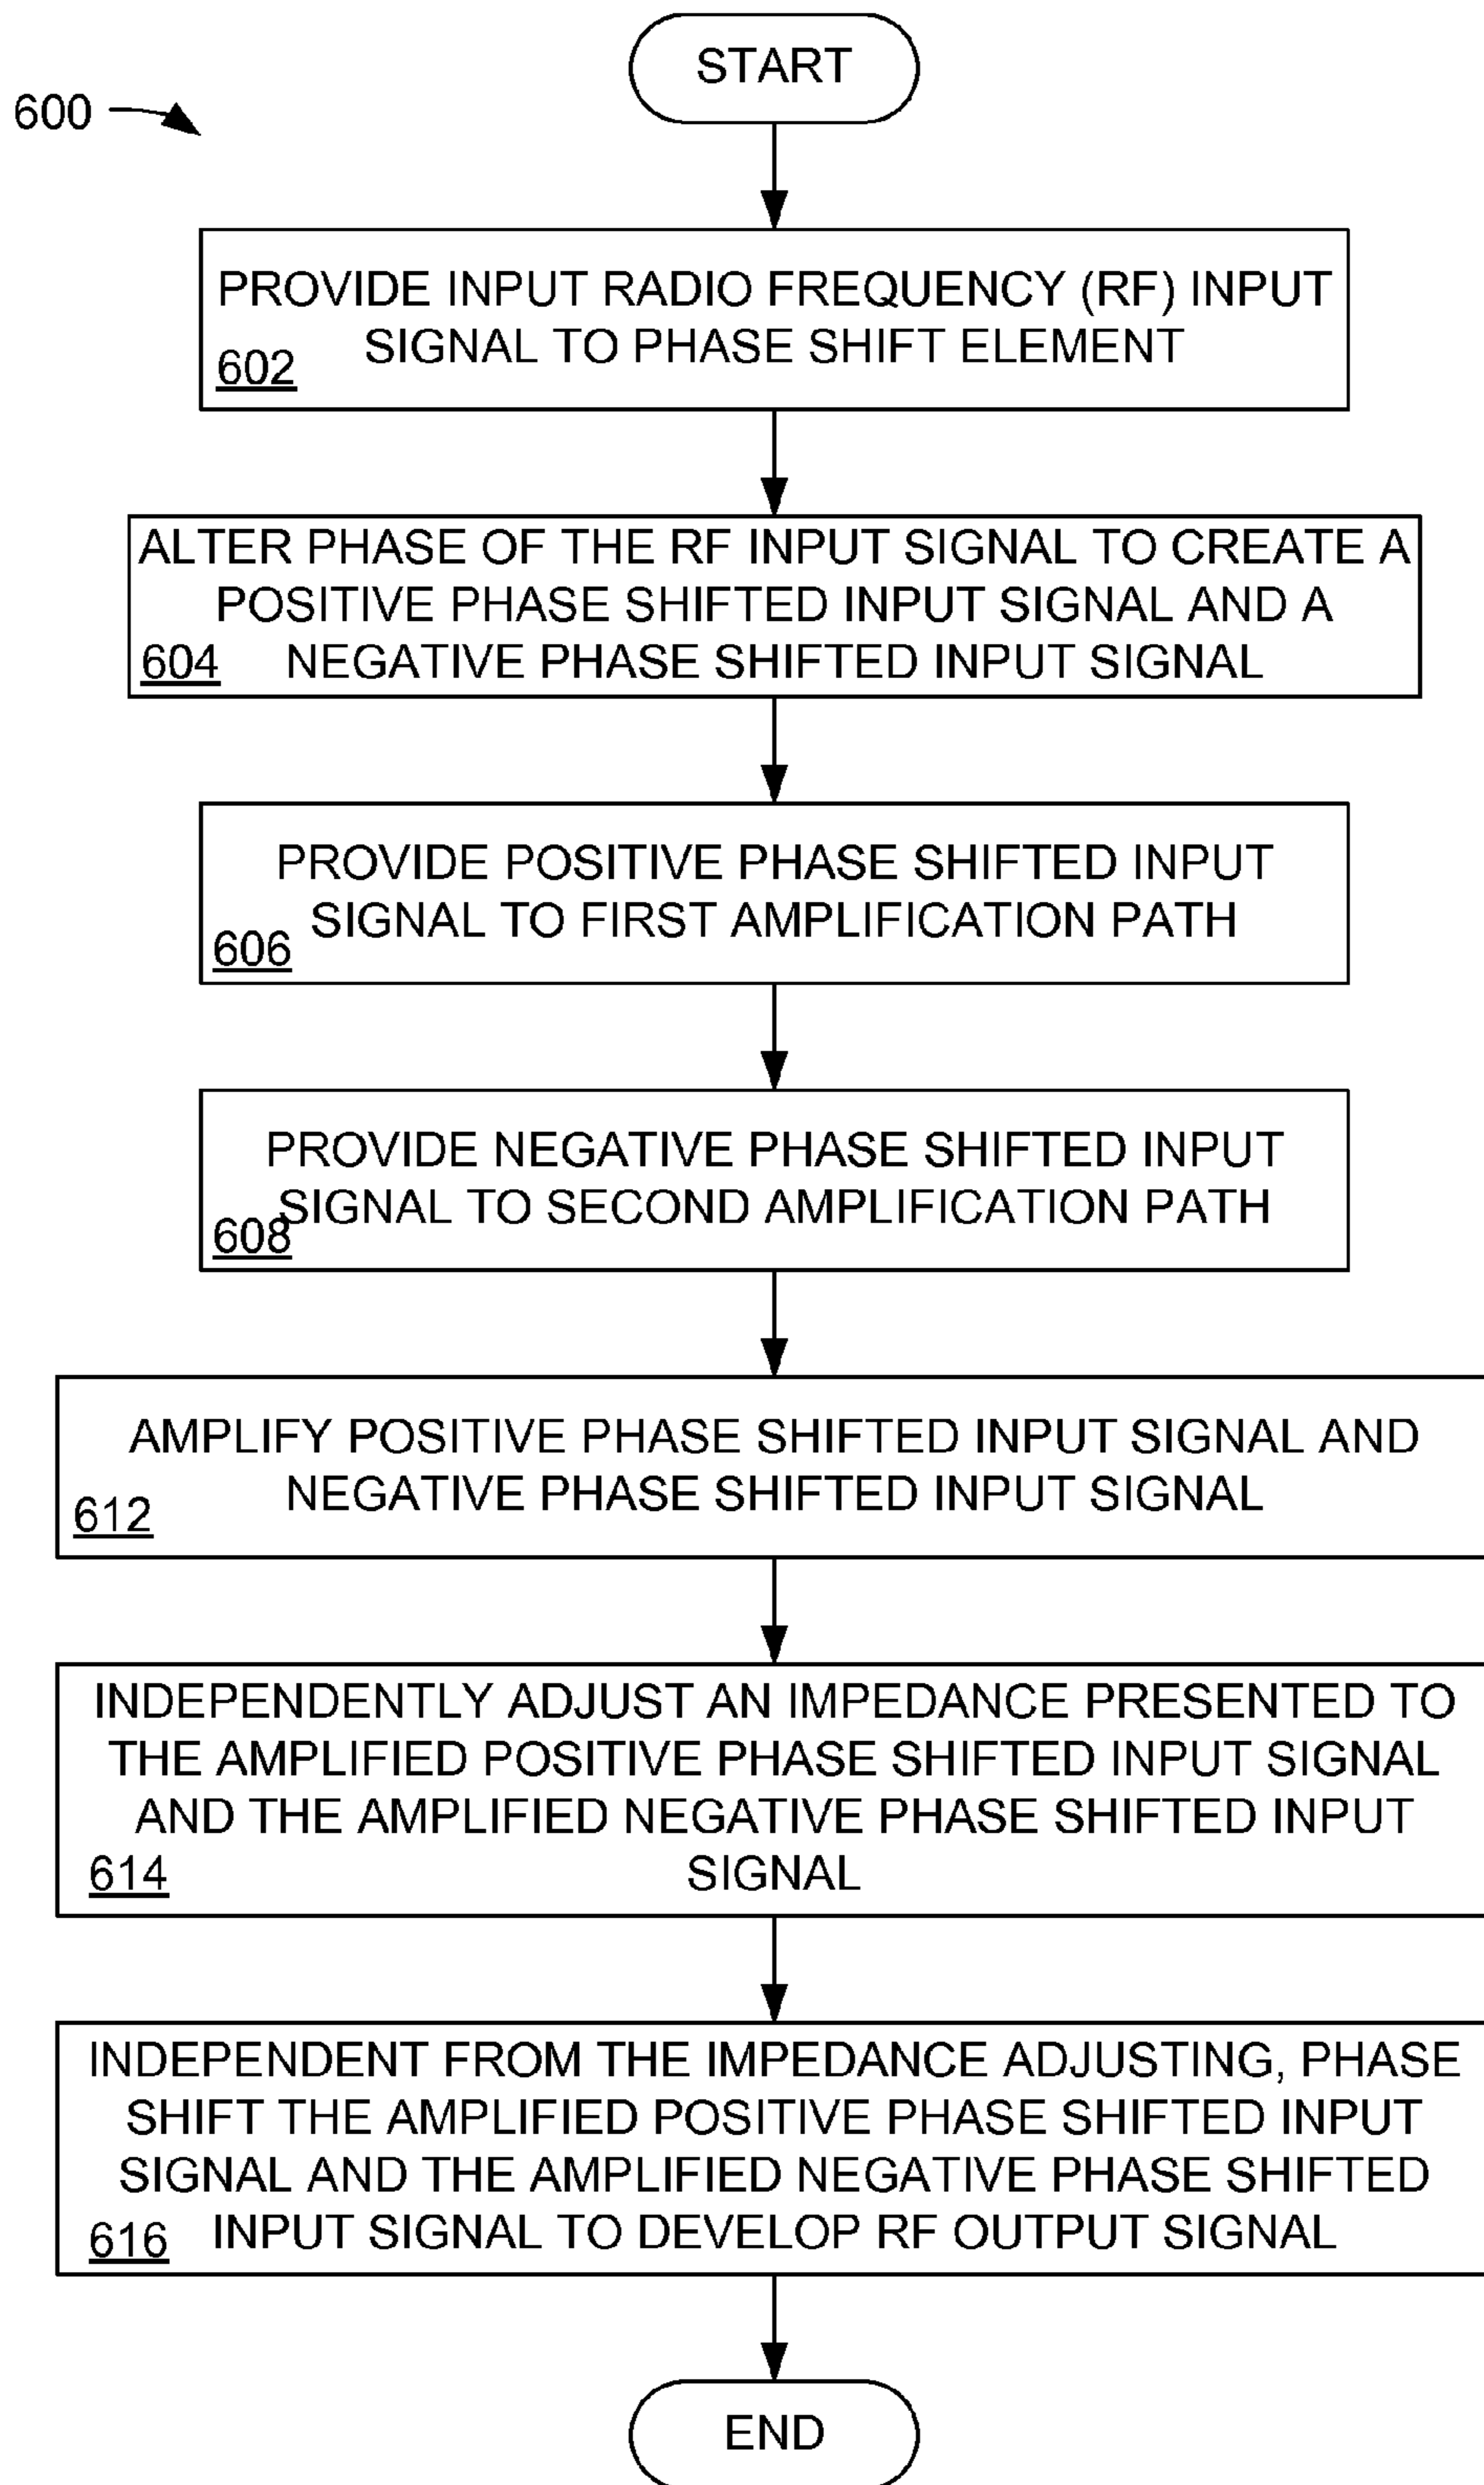 START
600
PROVIDE INPUT RADIO FREQUENCY (RF) INPUT
SIGNAL TO PHASE SHIFT ELEMENT
602
ALTER PHASE OF THE RF INPUT SIGNAL TO CREATE A
POSITIVE PHASE SHIFTED INPUT SIGNAL AND A
NEGATIVE PHASE SHIFTED INPUT SIGNAL
604
PROVIDE POSITIVE PHASE SHIFTED INPUT
SIGNAL TO FIRST AMPLIFICATION PATH
606
PROVIDE NEGATIVE PHASE SHIFTED INPUT
SIGNAL TO SECOND AMPLIFICATION PATH
608
AMPLIFY POSITIVE PHASE SHIFTED INPUT SIGNAL AND
NEGATIVE PHASE SHIFTED INPUT SIGNAL
612
INDEPENDENTLY ADJUST AN IMPEDANCE PRESENTED TO
THE AMPLIFIED POSITIVE PHASE SHIFTED INPUT SIGNAL
AND THE AMPLIFIED NEGATIVE PHASE SHIFTED INPUT
SIGNAL
614
INDEPENDENT FROM THE IMPEDANCE ADJUSTING, PHASE
SHIFT THE AMPLIFIED POSITIVE PHASE SHIFTED INPUT
SIGNAL AND THE AMPLIFIED NEGATIVE PHASE SHIFTED
INPUT SIGNAL TO DEVELOP RF OUTPUT SIGNAL
616
END